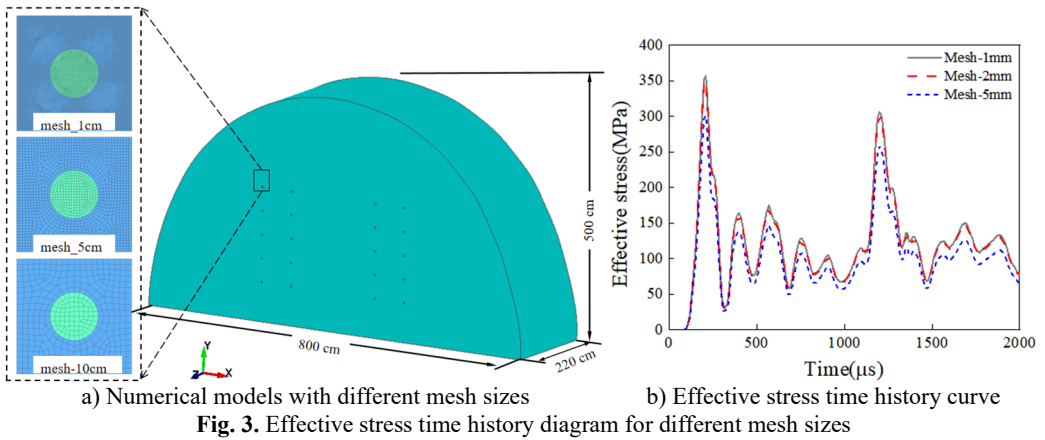 mesh_1cm
mesh_5cm
mesh-10cm
500 cm
800 cm
220 cm
Y
Z
X
400
350
300
250
200
150
100
50
0
Effective stress(MPa)
Mesh-1mm
Mesh-2mm
Mesh-5mm
0
500
1000
1500
2000
Time(μs)
a) Numerical models with different mesh sizes
b) Effective stress time history curve
Fig. 3. Effective stress time history diagram for different mesh sizes